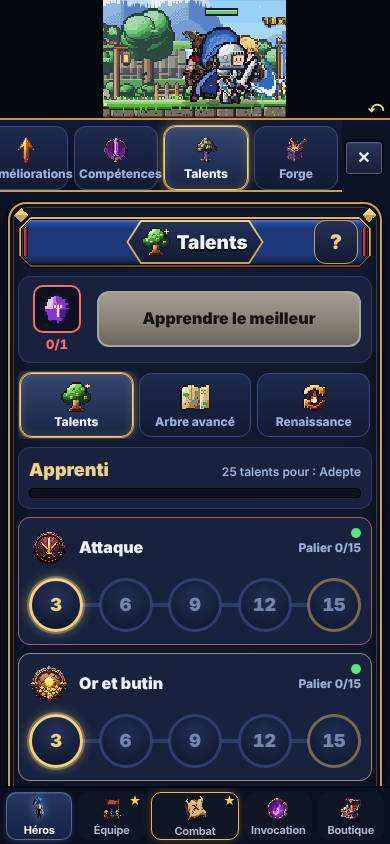 méliorations
Compétences
Talents
Forge
×
Talents
?
0/1
Apprendre le meilleur
Talents
Arbre avancé
Renaissance
Apprenti
25 talents pour : Adepte
Attaque
Palier 0/15
3 6 9 12 15
Or et butin
Palier 0/15
3 6 9 12 15
Héros
Équipe
Combat
Invocation
Boutique